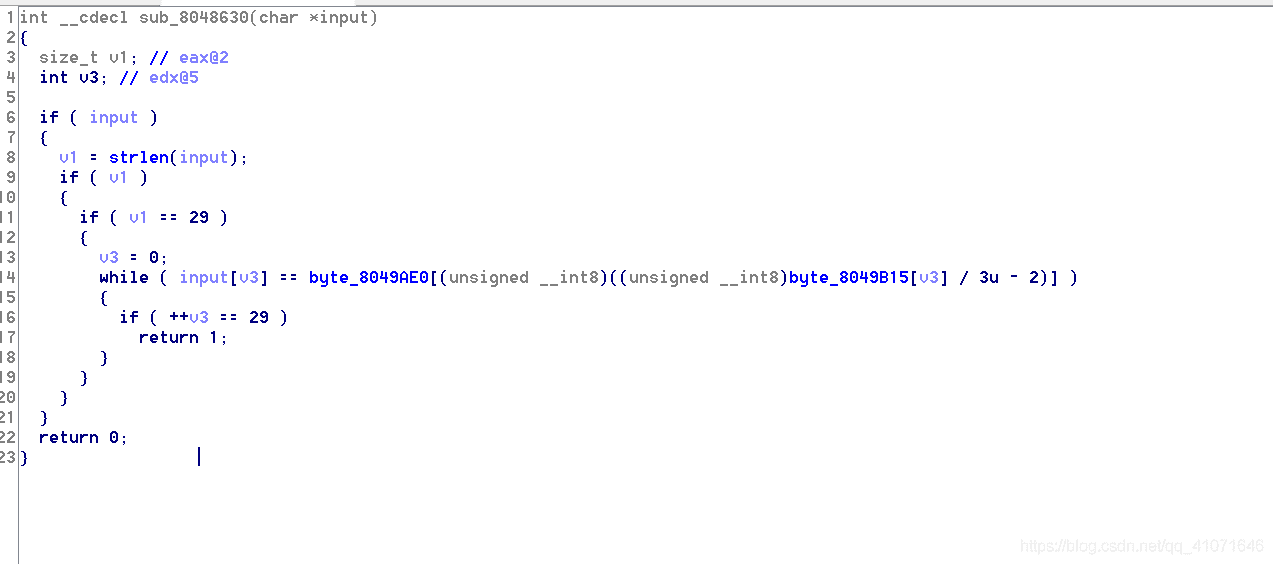 1 int __cdecl sub_8048630(char *input)
2 {
3   size_t v1; // eax@2
4   int v3; // edx@5
5
6   if ( input )
7   {
8     v1 = strlen(input);
9     if ( v1 )
10     {
11       if ( v1 == 29 )
12       {
13         v3 = 0;
14         while ( input[v3] == byte_8049AE0[(unsigned __int8)((unsigned __int8)byte_8049B15[v3] / 3u - 2)] )
15         {
16           if ( ++v3 == 29 )
17             return 1;
18         }
19       }
20     }
21   }
22   return 0;
23 }
https://blog.csdn.net/qq_41071646